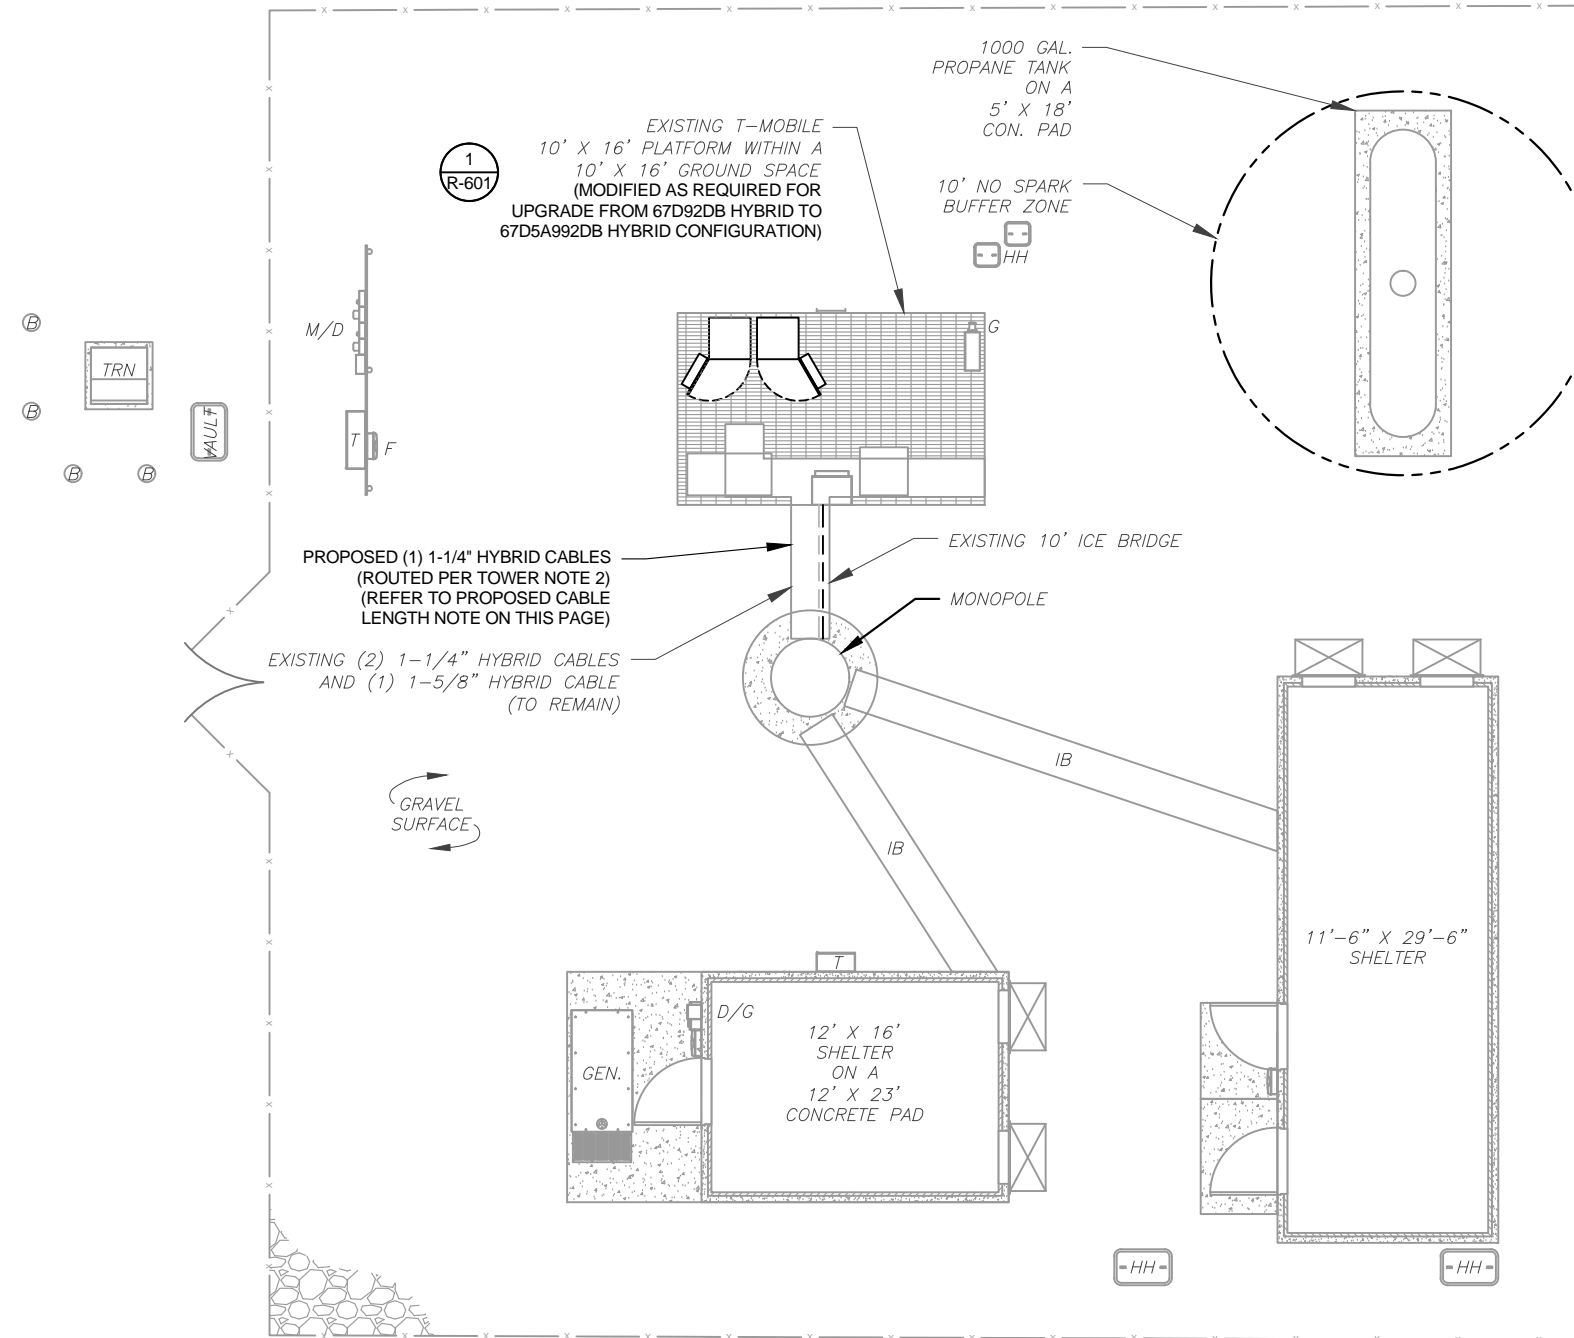 1000 GAL.
PROPANE TANK
ON A
5' X 18'
CON. PAD
EXISTING T-MOBILE
10' X 16' PLATFORM WITHIN A
10' X 16' GROUND SPACE
(MODIFIED AS REQUIRED FOR
UPGRADE FROM 67D92DB HYBRID TO
67D5A992DB HYBRID CONFIGURATION)
1
R-601
10' NO SPARK
BUFFER ZONE
HH
B
M/D
G
TRN
B
VAULT
T
F
B
B
PROPOSED (1) 1-1/4" HYBRID CABLES
(ROUTED PER TOWER NOTE 2)
(REFER TO PROPOSED CABLE
LENGTH NOTE ON THIS PAGE)
EXISTING 10' ICE BRIDGE
MONOPOLE
EXISTING (2) 1-1/4" HYBRID CABLES
AND (1) 1-5/8" HYBRID CABLE
(TO REMAIN)
IB
GRAVEL
SURFACE
IB
11'-6" X 29'-6"
SHELTER
T
D/G
12' X 16'
SHELTER
ON A
12' X 23'
CONCRETE PAD
GEN.
HH
HH